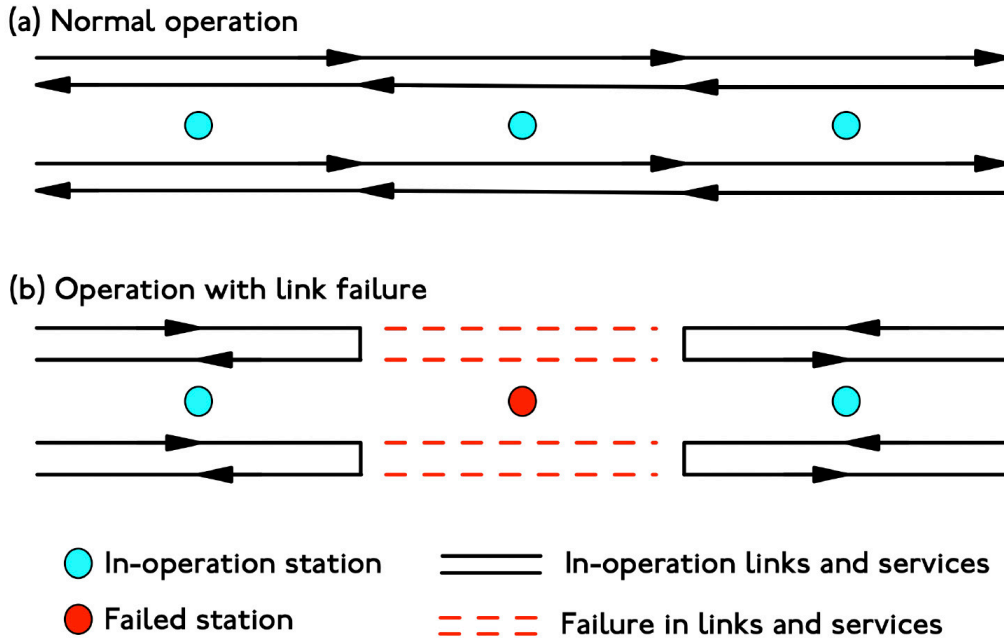 (a) Normal operation
(b) Operation with link failure
In-operation station
In-operation links and services
Failed station
Failure in links and services